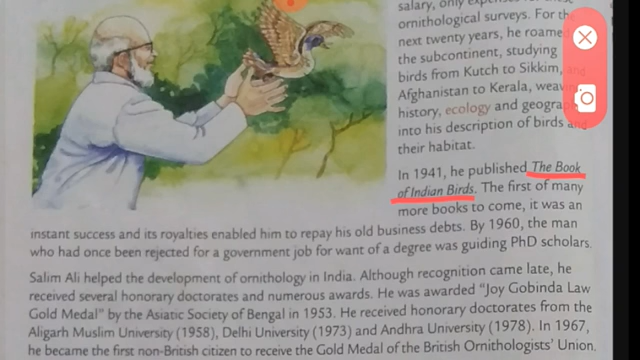 salary, only expenses for these
ornithological surveys. For the
next twenty years, he roamed
the subcontinent, studying
birds from Kutch to Sikkim, and
Afghanistan to Kerala, weaving
history, ecology and geography
into his description of birds and
their habitat.
In 1941, he published The Book
of Indian Birds. The first of many
more books to come, it was an
instant success and its royalties enabled him to repay his old business debts. By 1960, the man
who had once been rejected for a government job for want of a degree was guiding PhD scholars.
Salim Ali helped the development of ornithology in India. Although recognition came late, he
received several honorary doctorates and numerous awards. He was awarded “Joy Gobinda Law
Gold Medal” by the Asiatic Society of Bengal in 1953. He received honorary doctorates from the
Aligarh Muslim University (1958), Delhi University (1973) and Andhra University (1978). In 1967,
he became the first non-British citizen to receive the Gold Medal of the British Ornithologists' Union.